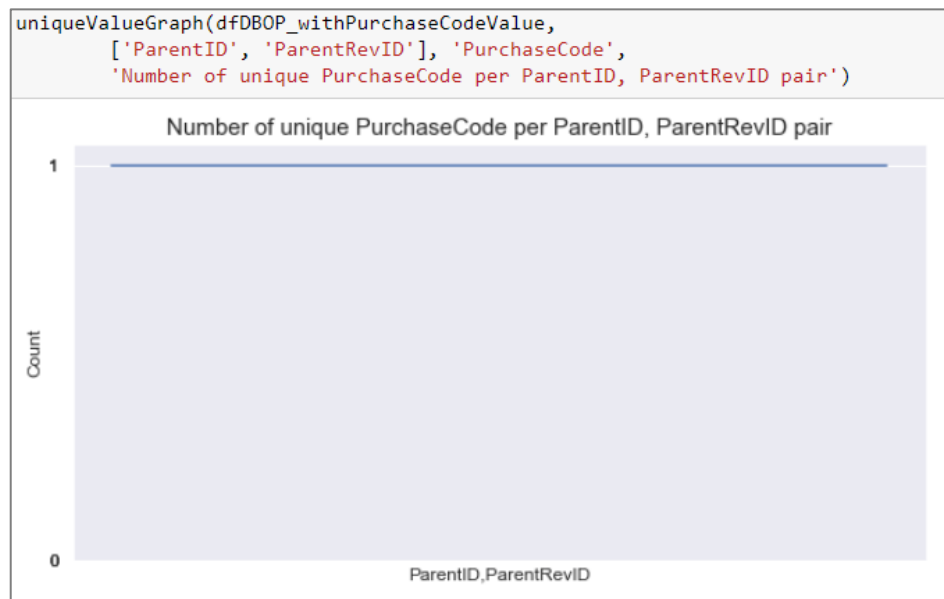 uniqueValueGraph(dfDBOP_withPurchaseCodeValue,
['ParentID', 'ParentRevID'], 'PurchaseCode',
'Number of unique PurchaseCode per ParentID, ParentRevID pair')
Number of unique PurchaseCode per ParentID, ParentRevID pair
1
Count
0
ParentID,ParentRevID